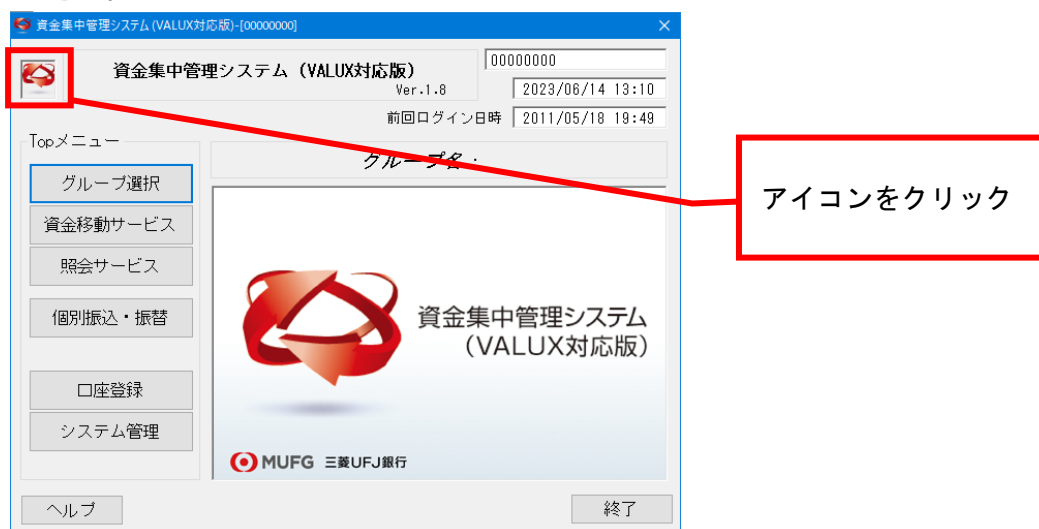 資金集中管理システム(VALUX対応版)-[00000000]
資金集中管理システム（VALUX対応版）
Ver.1.8
00000000
2023/06/14 13:10
前回ログイン日時 2011/05/18 19:49
Topメニュー
グループ名：
グループ選択
資金移動サービス
照会サービス
個別振込・振替
口座登録
システム管理
資金集中管理システム
（VALUX対応版）
MUFG 三菱UFJ銀行
ヘルプ
終了
アイコンをクリック